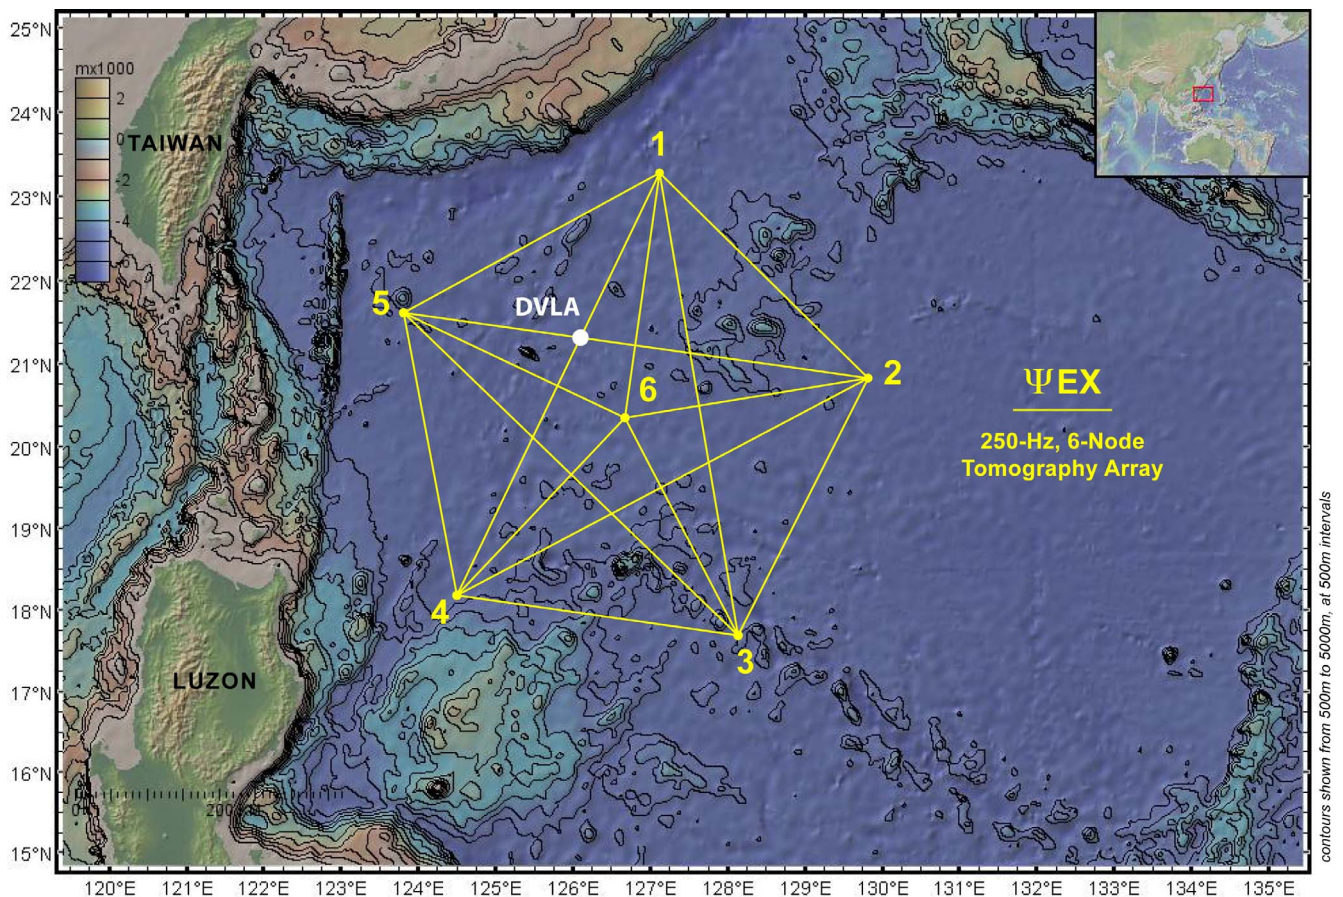 25°N
24°N
23°N
22°N
21°N
20°N
19°N
18°N
17°N
16°N
15°N
mx1000
2
0
-2
-4
TAIWAN
LUZON
1
5
DVLA
2
6
4
3
ΨEX
250-Hz, 6-Node
Tomography Array
contours shown from 500m to 5000m, at 500m intervals
120°E 121°E 122°E 123°E 124°E 125°E 126°E 127°E 128°E 129°E 130°E 131°E 132°E 133°E 134°E 135°E